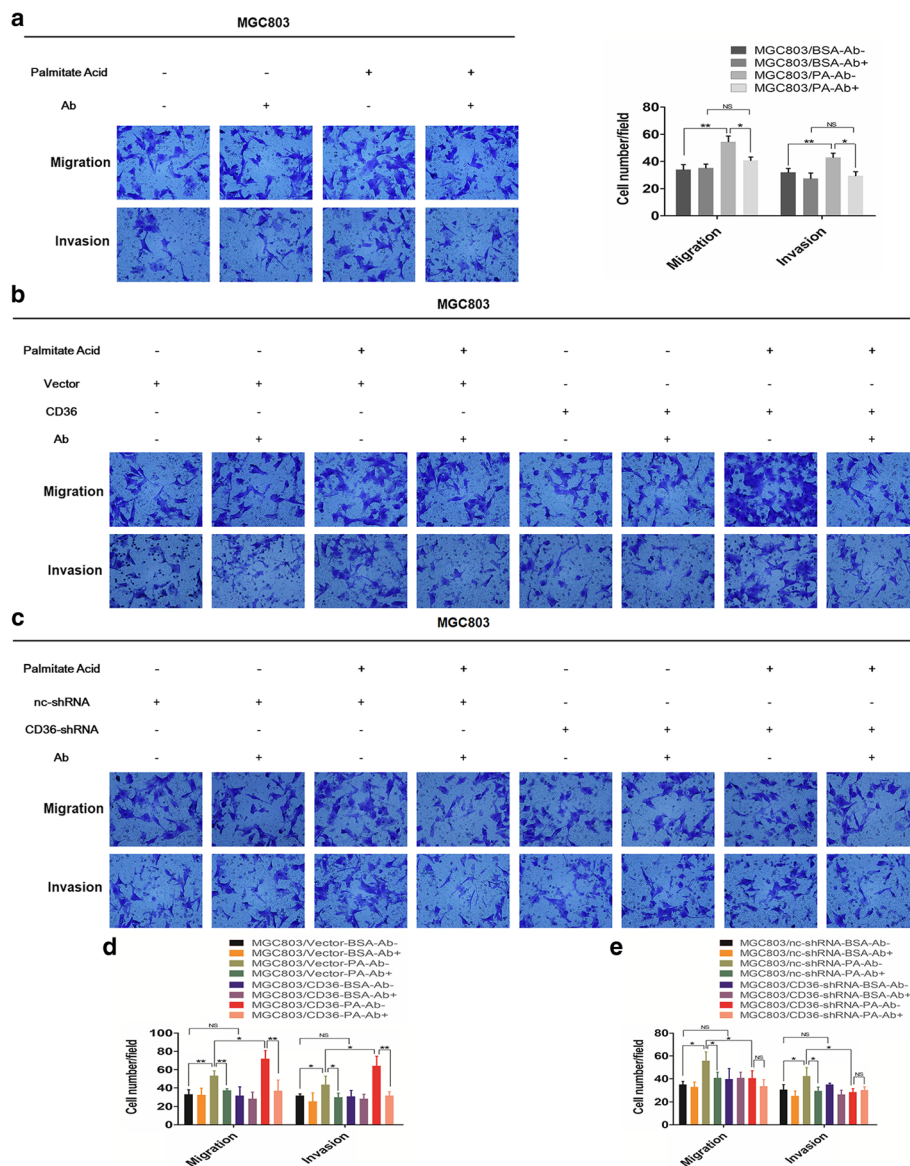 a
MGC803
Palmitate Acid - - + +
Ab - + - +
Migration
Invasion
MGC803/BSA-Ab-
MGC803/BSA-Ab+
MGC803/PA-Ab-
MGC803/PA-Ab+
Cell number/field
80
60
40
20
0
NS
** *
NS
** *
Migration
Invasion
b
MGC803
Palmitate Acid - - + + - - + +
Vector + + + + - - - -
CD36 - - - - + + + +
Ab - + - + - + - +
Migration
Invasion
c
MGC803
Palmitate Acid - - + + - - + +
nc-shRNA + + + + - - - -
CD36-shRNA - - - - + + + +
Ab - + - + - + - +
Migration
Invasion
d
MGC803/Vector-BSA-Ab-
MGC803/Vector-BSA-Ab+
MGC803/Vector-PA-Ab-
MGC803/Vector-PA-Ab+
MGC803/CD36-BSA-Ab-
MGC803/CD36-BSA-Ab+
MGC803/CD36-PA-Ab-
MGC803/CD36-PA-Ab+
Cell number/field
100
80
60
40
20
0
NS
*
** ** **
NS
*
* * **
Migration
Invasion
e
MGC803/nc-shRNA-BSA-Ab-
MGC803/nc-shRNA-BSA-Ab+
MGC803/nc-shRNA-PA-Ab-
MGC803/nc-shRNA-PA-Ab+
MGC803/CD36-shRNA-BSA-Ab-
MGC803/CD36-shRNA-BSA-Ab+
MGC803/CD36-shRNA-PA-Ab-
MGC803/CD36-shRNA-PA-Ab+
Cell number/field
80
60
40
20
0
NS
* * * NS
NS
*
* * NS
Migration
Invasion